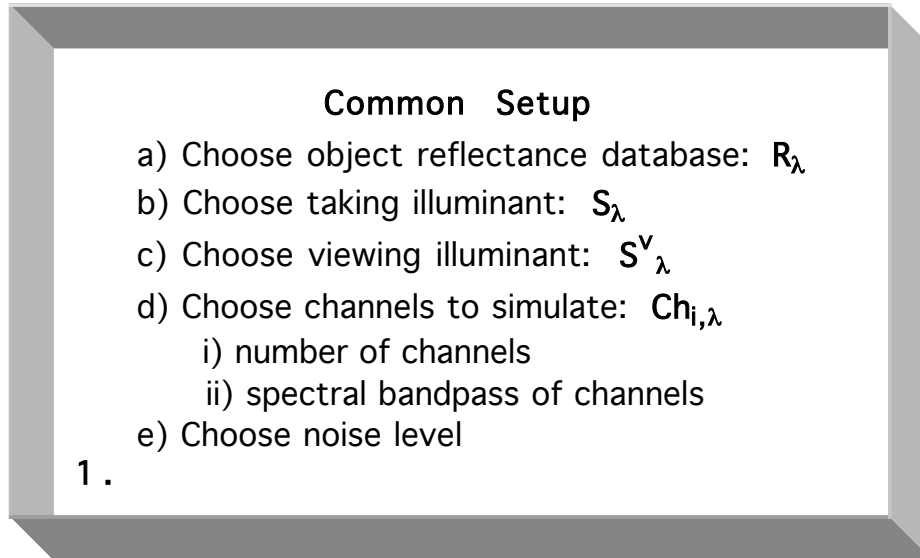 Common Setup
a) Choose object reflectance database: Rλ
b) Choose taking illuminant: Sλ
c) Choose viewing illuminant: Sᵛλ
d) Choose channels to simulate: Chi,λ
i) number of channels
ii) spectral bandpass of channels
e) Choose noise level
1.